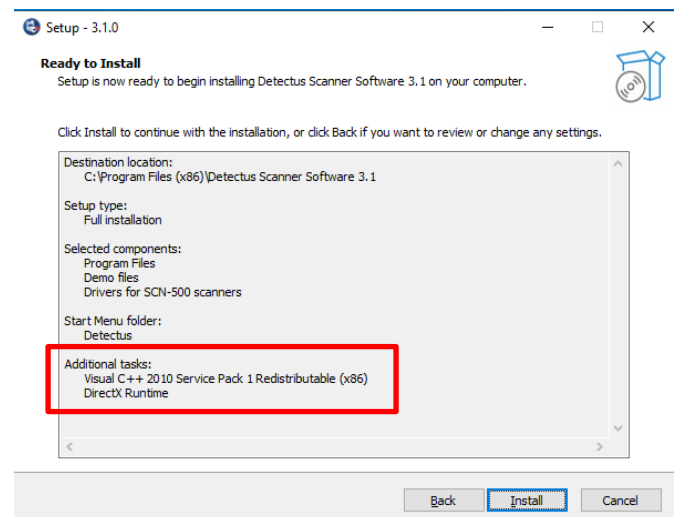 Setup - 3.1.0
Ready to Install
Setup is now ready to begin installing Detectus Scanner Software 3.1 on your computer.
Click Install to continue with the installation, or click Back if you want to review or change any settings.
Destination location:
C:\Program Files (x86)\Detectus Scanner Software 3.1
Setup type:
Full installation
Selected components:
Program Files
Demo files
Drivers for SCN-500 scanners
Start Menu folder:
Detectus
Additional tasks:
Visual C++ 2010 Service Pack 1 Redistributable (x86)
DirectX Runtime
Back Install Cancel